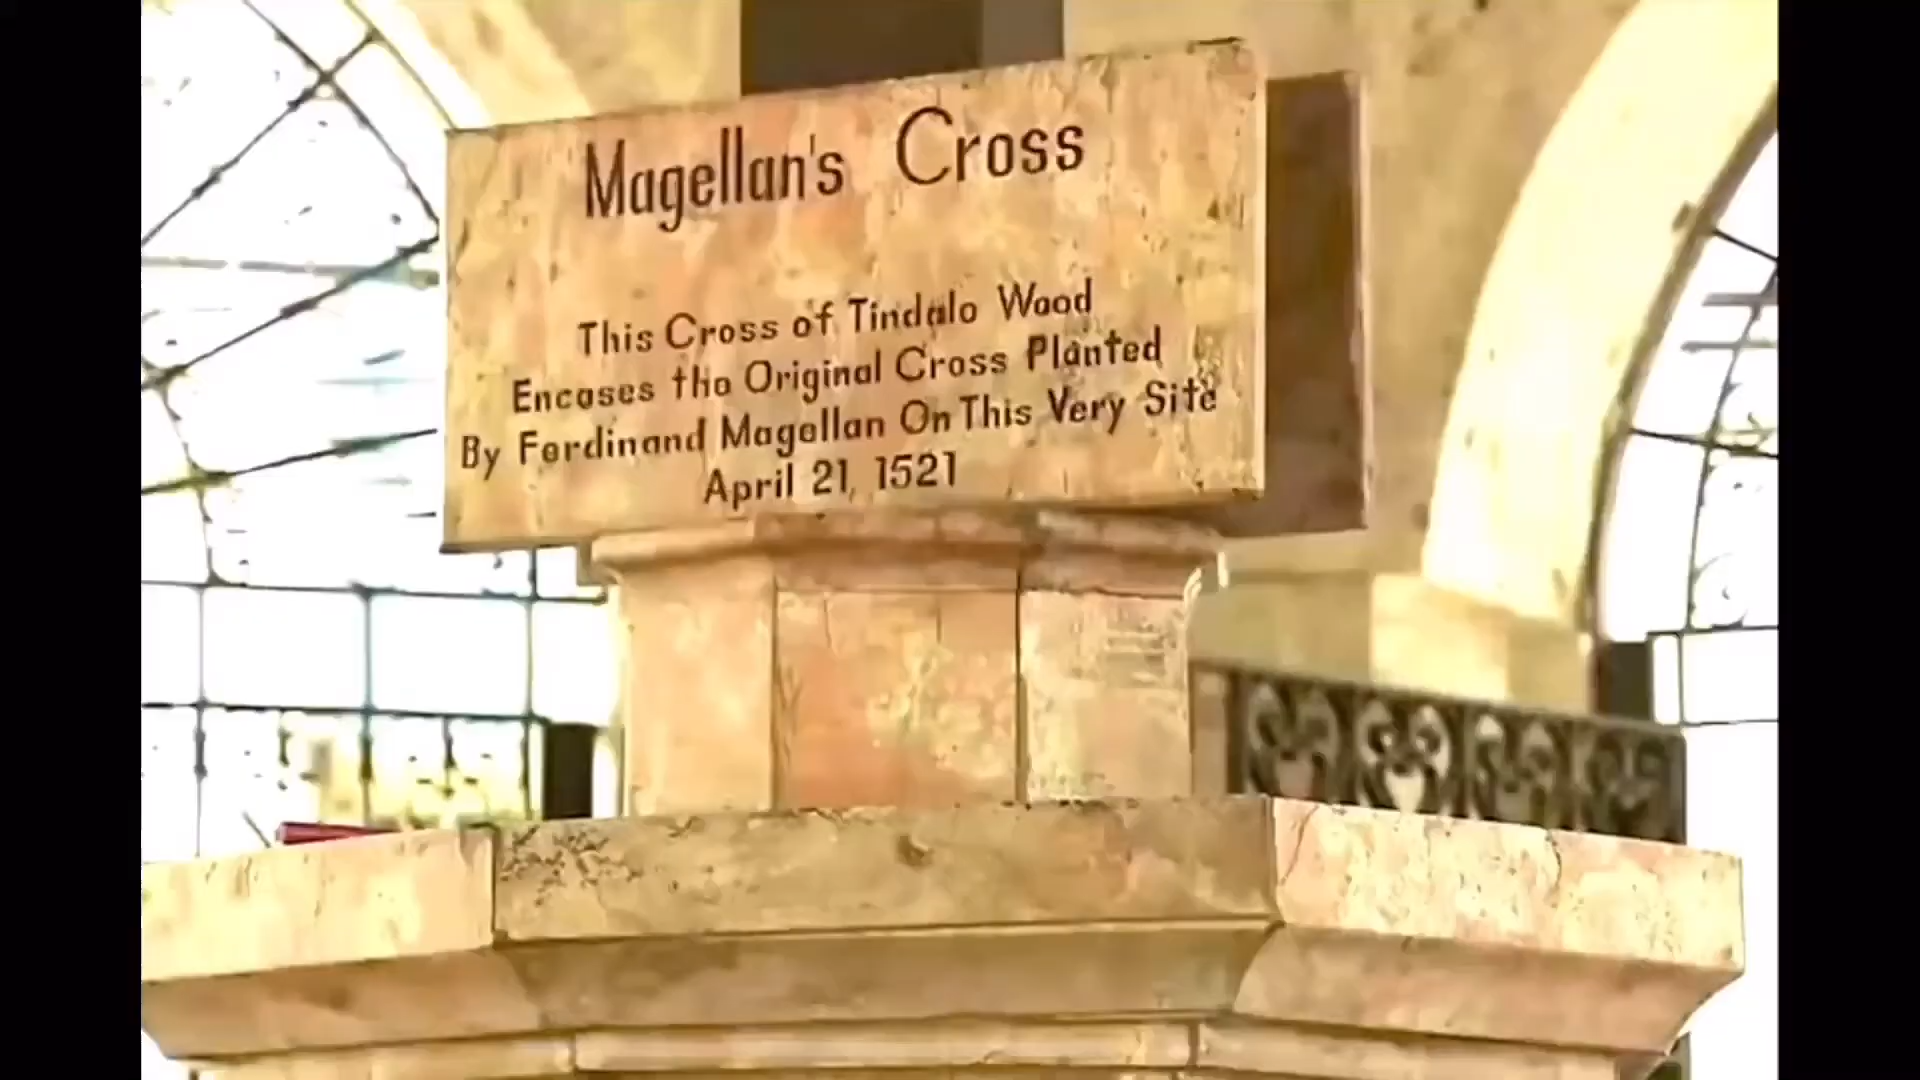 Magellan's Cross
This Cross of Tindalo Wood
Encases the Original Cross Planted
By Ferdinand Magellan On This Very Site
April 21, 1521